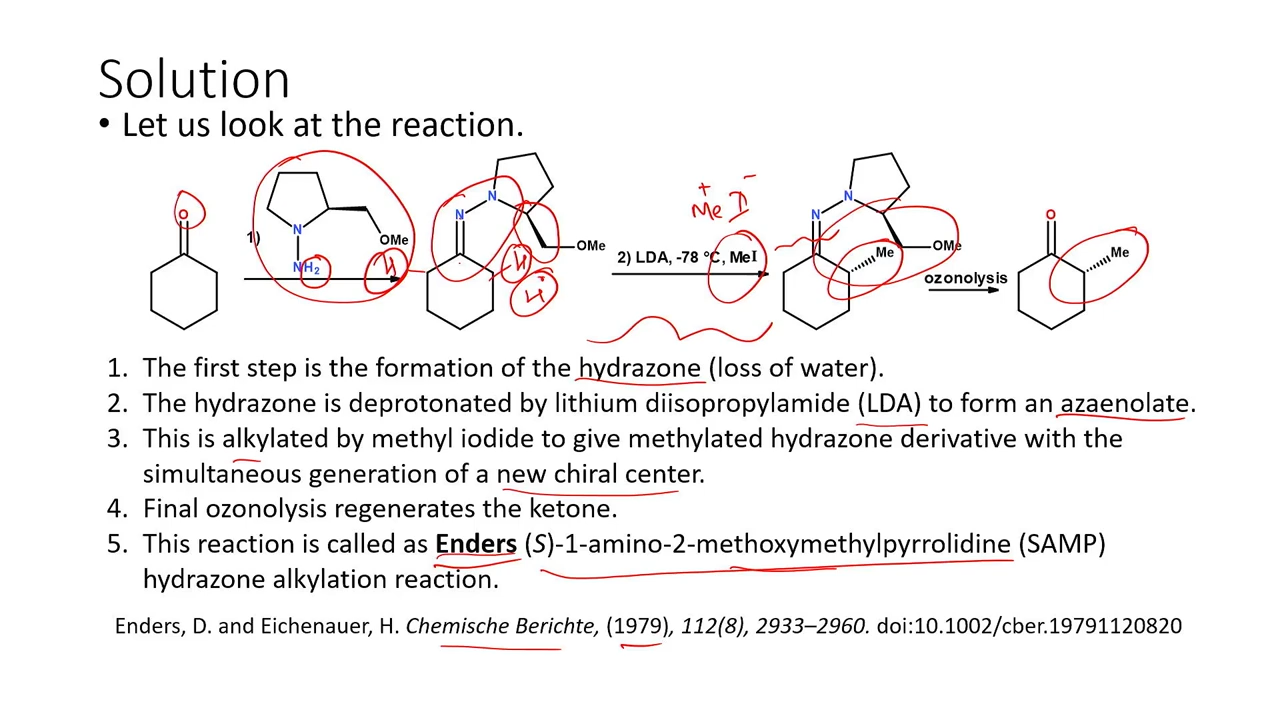 Solution
• Let us look at the reaction.
O
1)
N
NH2
OMe
H
N
N
OMe
H
H
+ -
Me I
2) LDA, -78 °C, MeI
N
N
OMe
Me
ozonolysis
O
Me
1. The first step is the formation of the hydrazone (loss of water).
2. The hydrazone is deprotonated by lithium diisopropylamide (LDA) to form an azaenolate.
3. This is alkylated by methyl iodide to give methylated hydrazone derivative with the
simultaneous generation of a new chiral center.
4. Final ozonolysis regenerates the ketone.
5. This reaction is called as Enders (S)-1-amino-2-methoxymethylpyrrolidine (SAMP)
hydrazone alkylation reaction.
Enders, D. and Eichenauer, H. Chemische Berichte, (1979), 112(8), 2933–2960. doi:10.1002/cber.19791120820